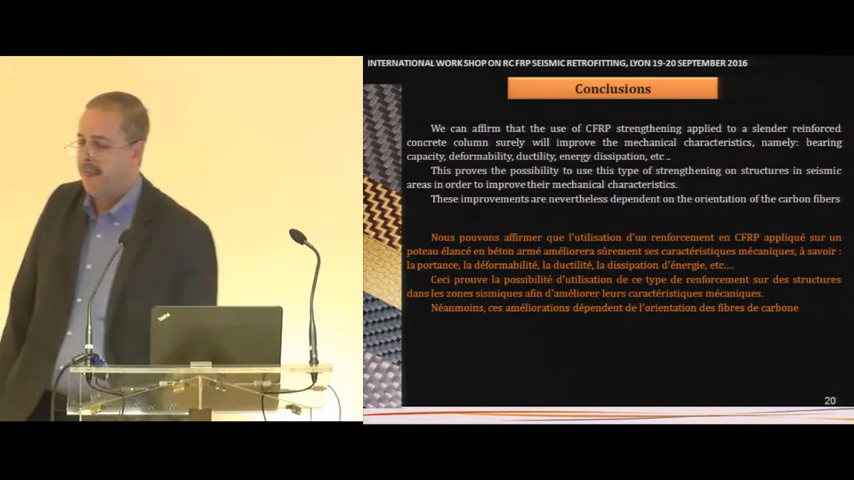 INTERNATIONAL WORK SHOP ON RC FRP SEISMIC RETROFITTING, LYON 19-20 SEPTEMBER 2016
Conclusions
We can affirm that the use of CFRP strengthening applied to a slender reinforced
concrete column surely will improve the mechanical characteristics, namely: bearing
capacity, deformability, ductility, energy dissipation, etc ..
This proves the possibility to use this type of strengthening on structures in seismic
areas in order to improve their mechanical characteristics.
These improvements are nevertheless dependent on the orientation of the carbon fibers
Nous pouvons affirmer que l'utilisation d'un renforcement en CFRP appliqué sur un
poteau élancé en béton armé améliorera sûrement ses caractéristiques mécaniques, à savoir :
la portance, la déformabilité, la ductilité, la dissipation d'énergie, etc....
Ceci prouve la possibilité d'utilisation de ce type de renforcement sur des structures
dans les zones sismiques afin d'améliorer leurs caractéristiques mécaniques.
Néanmoins, ces améliorations dépendent de l'orientation des fibres de carbone
20